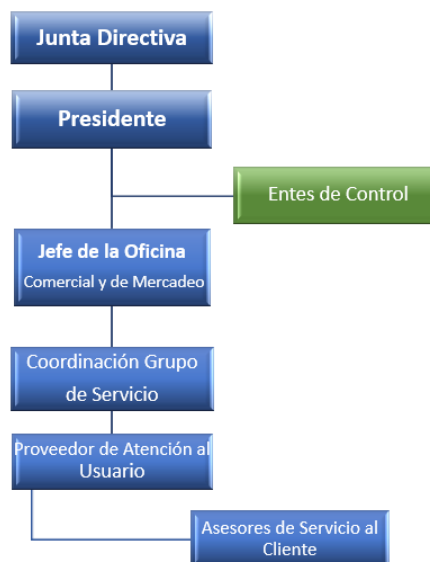 Junta Directiva
Presidente
Entes de Control
Jefe de la Oficina
Comercial y de Mercadeo
Coordinación Grupo
de Servicio
Proveedor de Atención al
Usuario
Asesores de Servicio al
Cliente